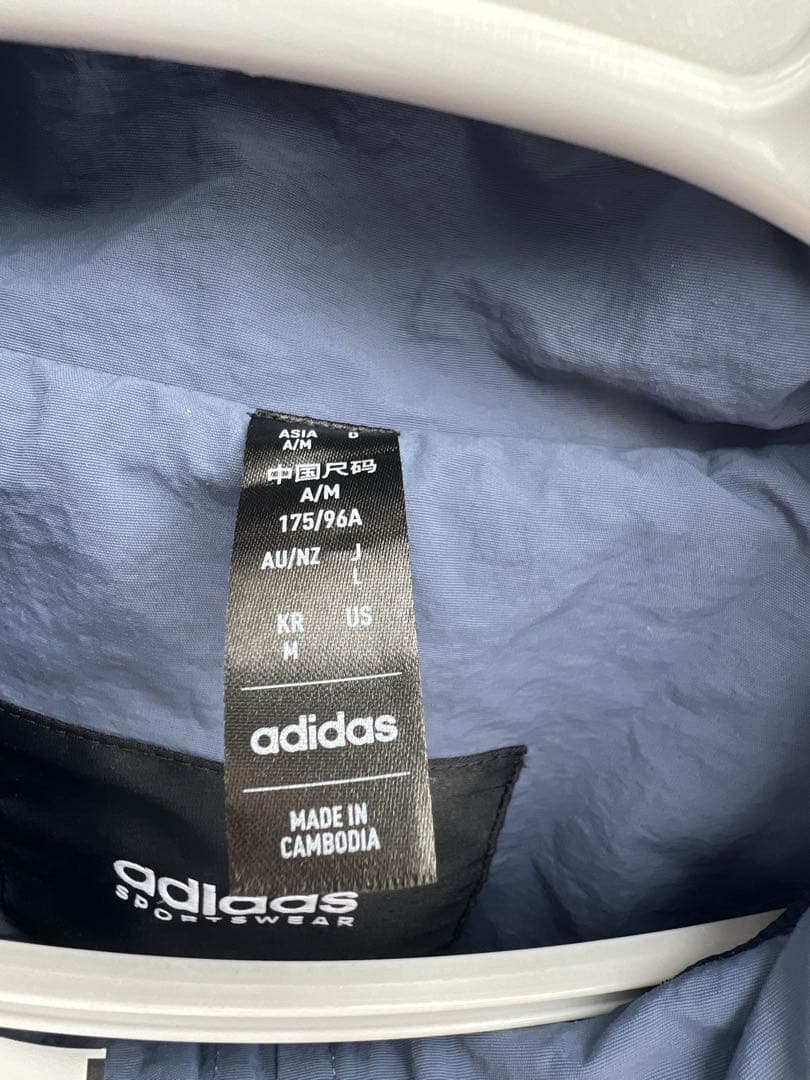 ASIA D
A/M
中国尺码
A/M
175/96A
AU/NZ J
L
KR US
M
adidas
MADE IN
CAMBODIA
adidas
SPORTSWEAR